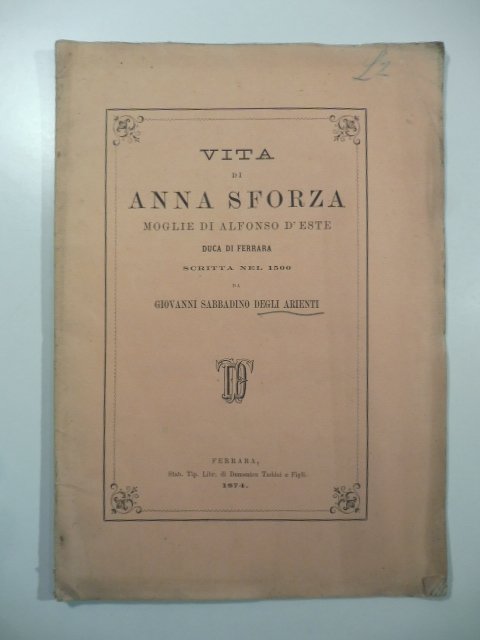 VITA
DI
ANNA SFORZA
MOGLIE DI ALFONSO D'ESTE
DUCA DI FERRARA
SCRITTA NEL 1500
DA
GIOVANNI SABBADINO DEGLI ARIENTI
FERRARA,
Stab. Tip. Libr. di Domenico Taddei e Figli
1874.